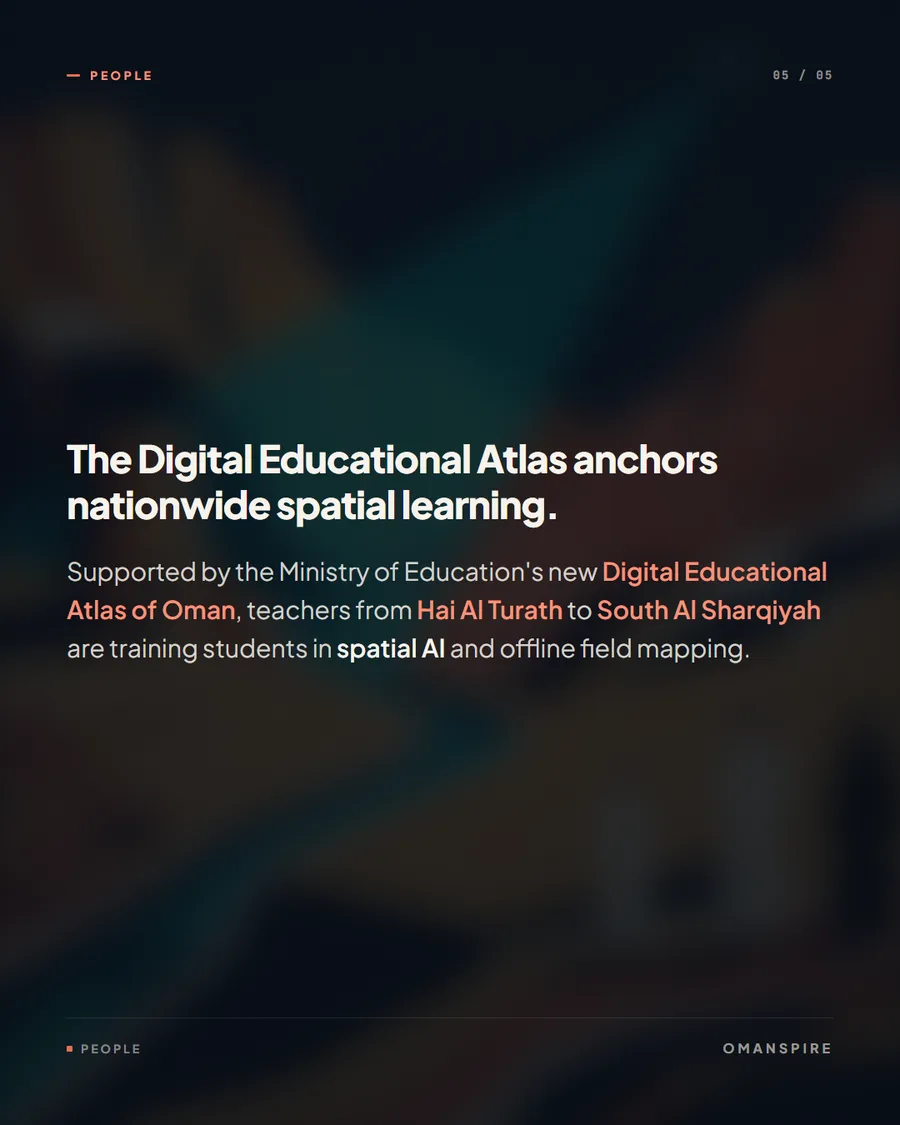 — PEOPLE
05 / 05
The Digital Educational Atlas anchors
nationwide spatial learning.
Supported by the Ministry of Education's new Digital Educational
Atlas of Oman, teachers from Hai Al Turath to South Al Sharqiyah
are training students in spatial AI and offline field mapping.
PEOPLE
OMANSPIRE